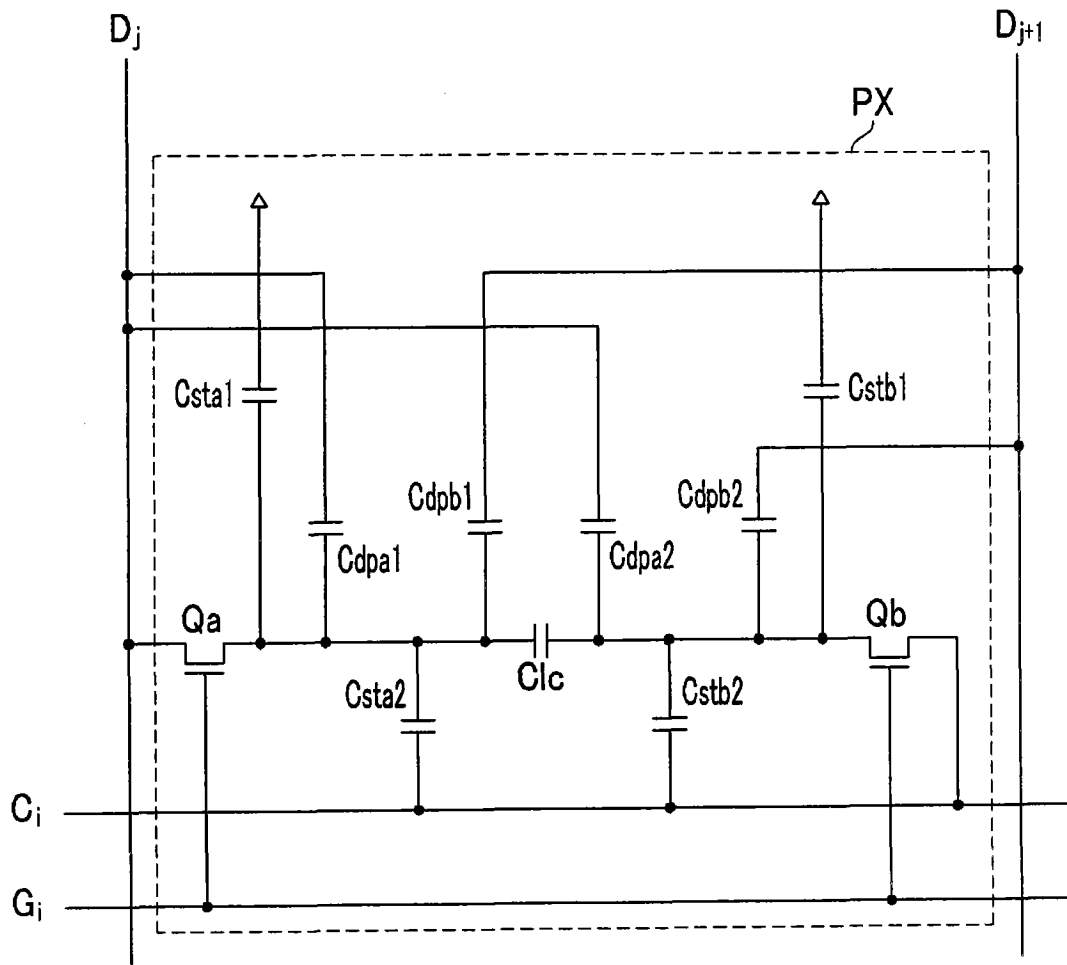 Dj
Dj+1
PX
Csta1
Cstb1
Cdpb1
Cdpb2
Cdpa1
Cdpa2
Qa
Qb
Clc
Csta2
Cstb2
Ci
Gi